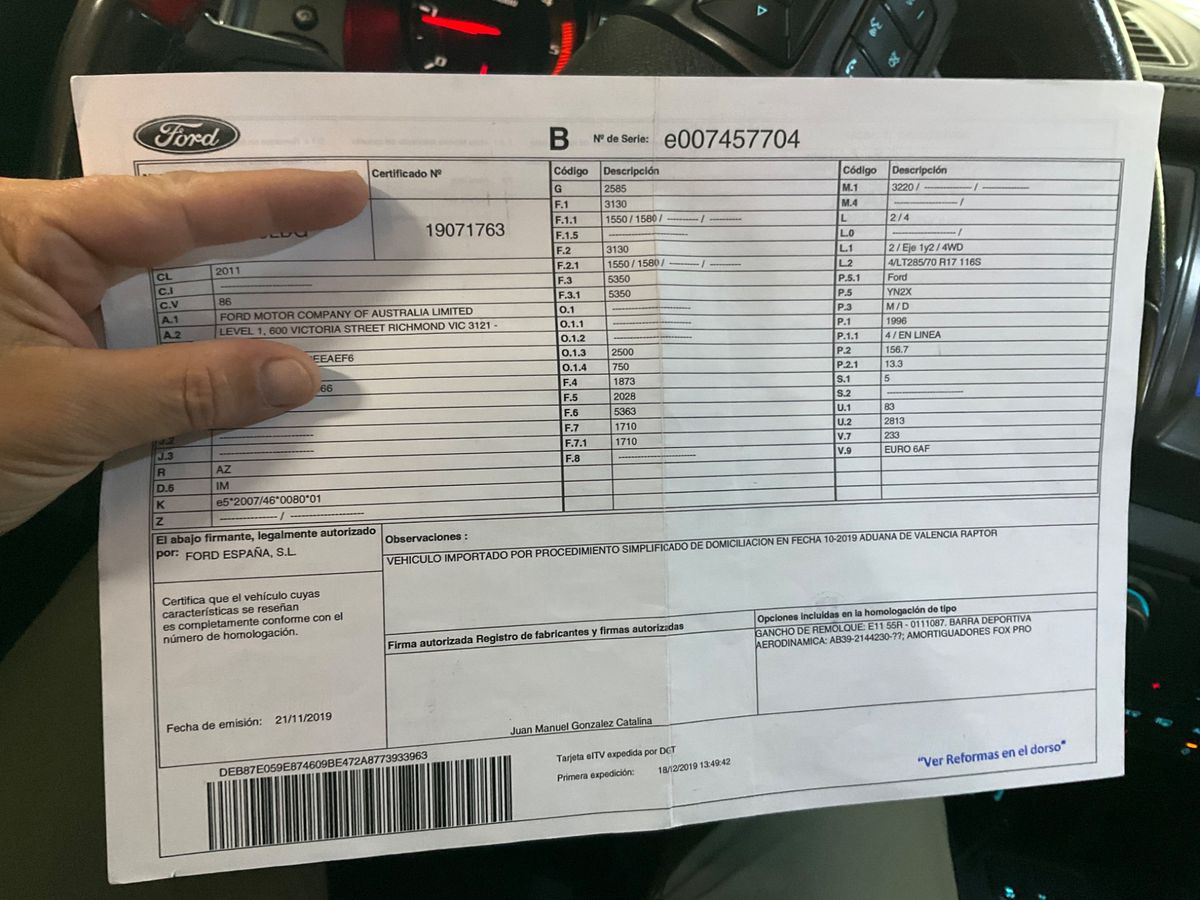 Ford
B Nº de Serie: e007457704
Certificado Nº
19071763
CL 2011
C.I ------------------------
C.V 86
A.1 FORD MOTOR COMPANY OF AUSTRALIA LIMITED
A.2 LEVEL 1, 600 VICTORIA STREET RICHMOND VIC 3121 -
EEAEF6
66
J.2 ------------------------
J.3 ------------------------
R AZ
D.6 IM
K e5*2007/46*0080*01
Z --------------- / -------------------
Código Descripción
G 2585
F.1 3130
F.1.1 1550 / 1580 / ---------- / ----------
F.1.5 ------------------------
F.2 3130
F.2.1 1550 / 1580 / ---------- / ----------
F.3 5350
F.3.1 5350
O.1 ------------------------
O.1.1 ------------------------
O.1.2 ------------------------
O.1.3 2500
O.1.4 750
F.4 1873
F.5 2028
F.6 5363
F.7 1710
F.7.1 1710
F.8 ------------------------
Código Descripción
M.1 3220 / --------------- / ---------------
M.4 -------------------- /
L 2 / 4
L.0 -------------------- /
L.1 2 / Eje 1y2 / 4WD
L.2 4/LT285/70 R17 116S
P.5.1 Ford
P.5 YN2X
P.3 M / D
P.1 1996
P.1.1 4 / EN LINEA
P.2 156.7
P.2.1 13.3
S.1 5
S.2 ------------------------
U.1 83
U.2 2813
V.7 233
V.9 EURO 6AF
El abajo firmante, legalmente autorizado
por: FORD ESPAÑA, S.L.
Certifica que el vehículo cuyas
características se reseñan
es completamente conforme con el
número de homologación.
Fecha de emisión: 21/11/2019
Observaciones :
VEHICULO IMPORTADO POR PROCEDIMIENTO SIMPLIFICADO DE DOMICILIACION EN FECHA 10-2019 ADUANA DE VALENCIA RAPTOR
Firma autorizada Registro de fabricantes y firmas autorizadas
Juan Manuel Gonzalez Catalina
Opciones incluidas en la homologación de tipo
GANCHO DE REMOLQUE: E11 55R - 0111087. BARRA DEPORTIVA
AERODINAMICA: AB39-2144230-??; AMORTIGUADORES FOX PRO
DEB87E059E874609BE472A8773933963
Tarjeta eITV expedida por DGT
Primera expedición: 18/12/2019 13:49:42
"Ver Reformas en el dorso"